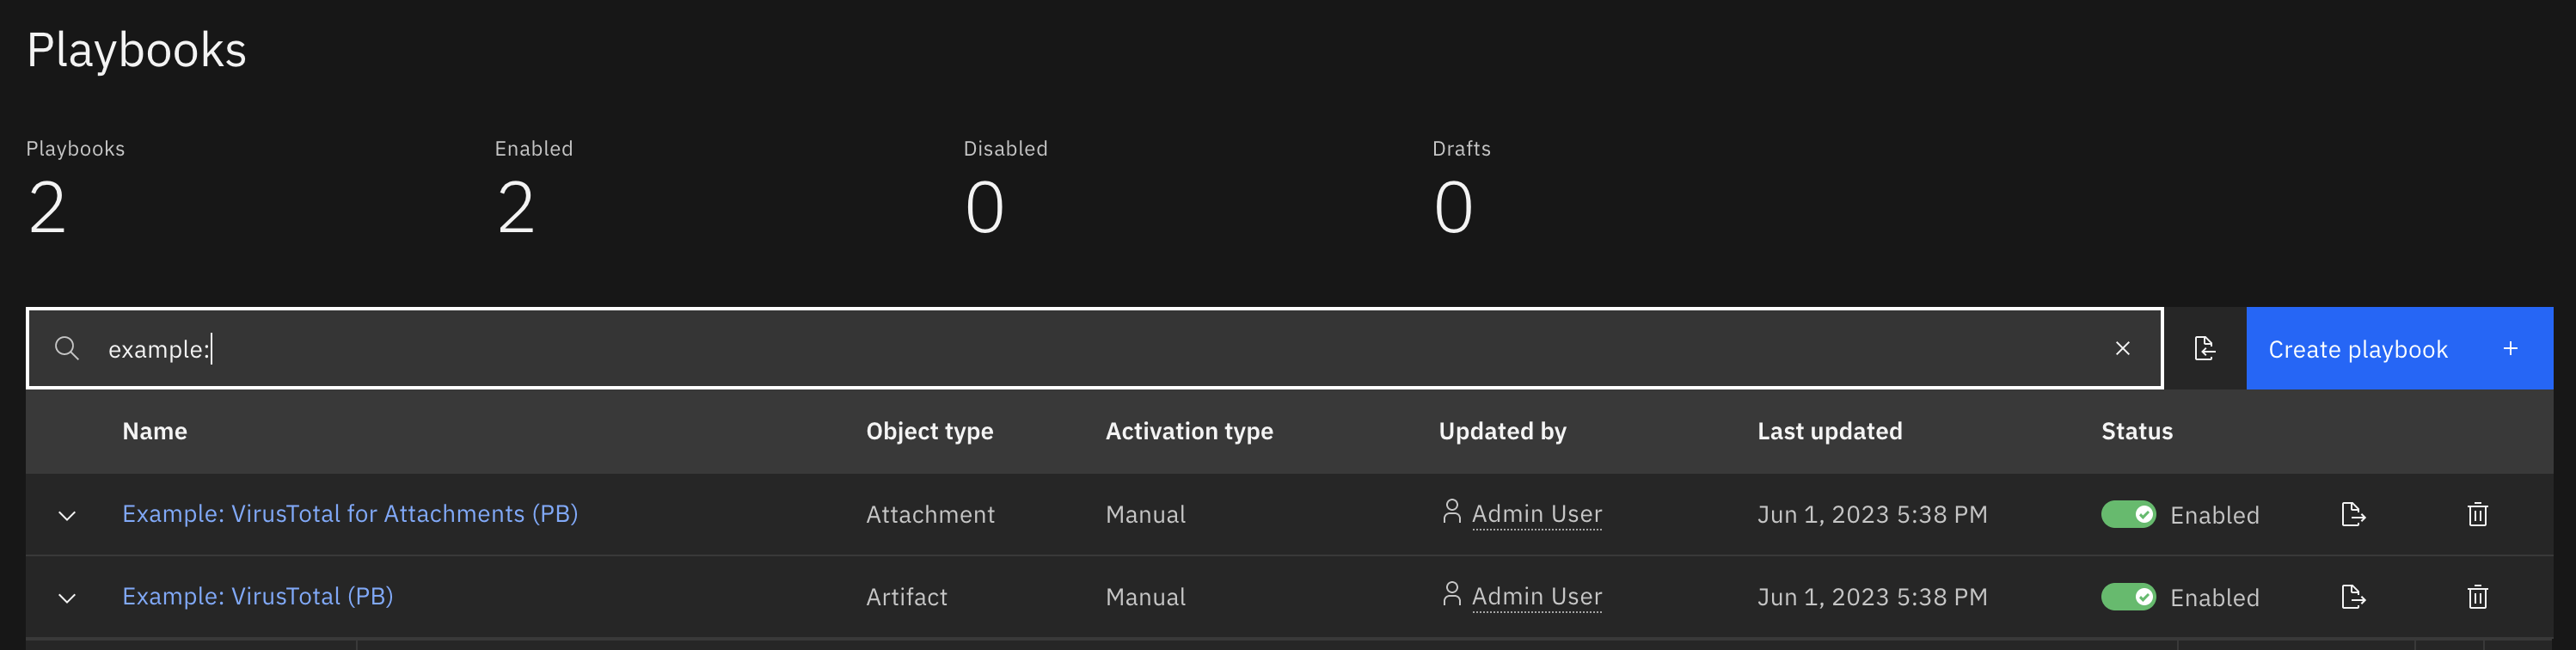 Playbooks
Playbooks Enabled Disabled Drafts
2 2 0 0
example: Create playbook
Name Object type Activation type Updated by Last updated Status
Example: VirusTotal for Attachments (PB) Attachment Manual Admin User Jun 1, 2023 5:38 PM Enabled
Example: VirusTotal (PB) Artifact Manual Admin User Jun 1, 2023 5:38 PM Enabled